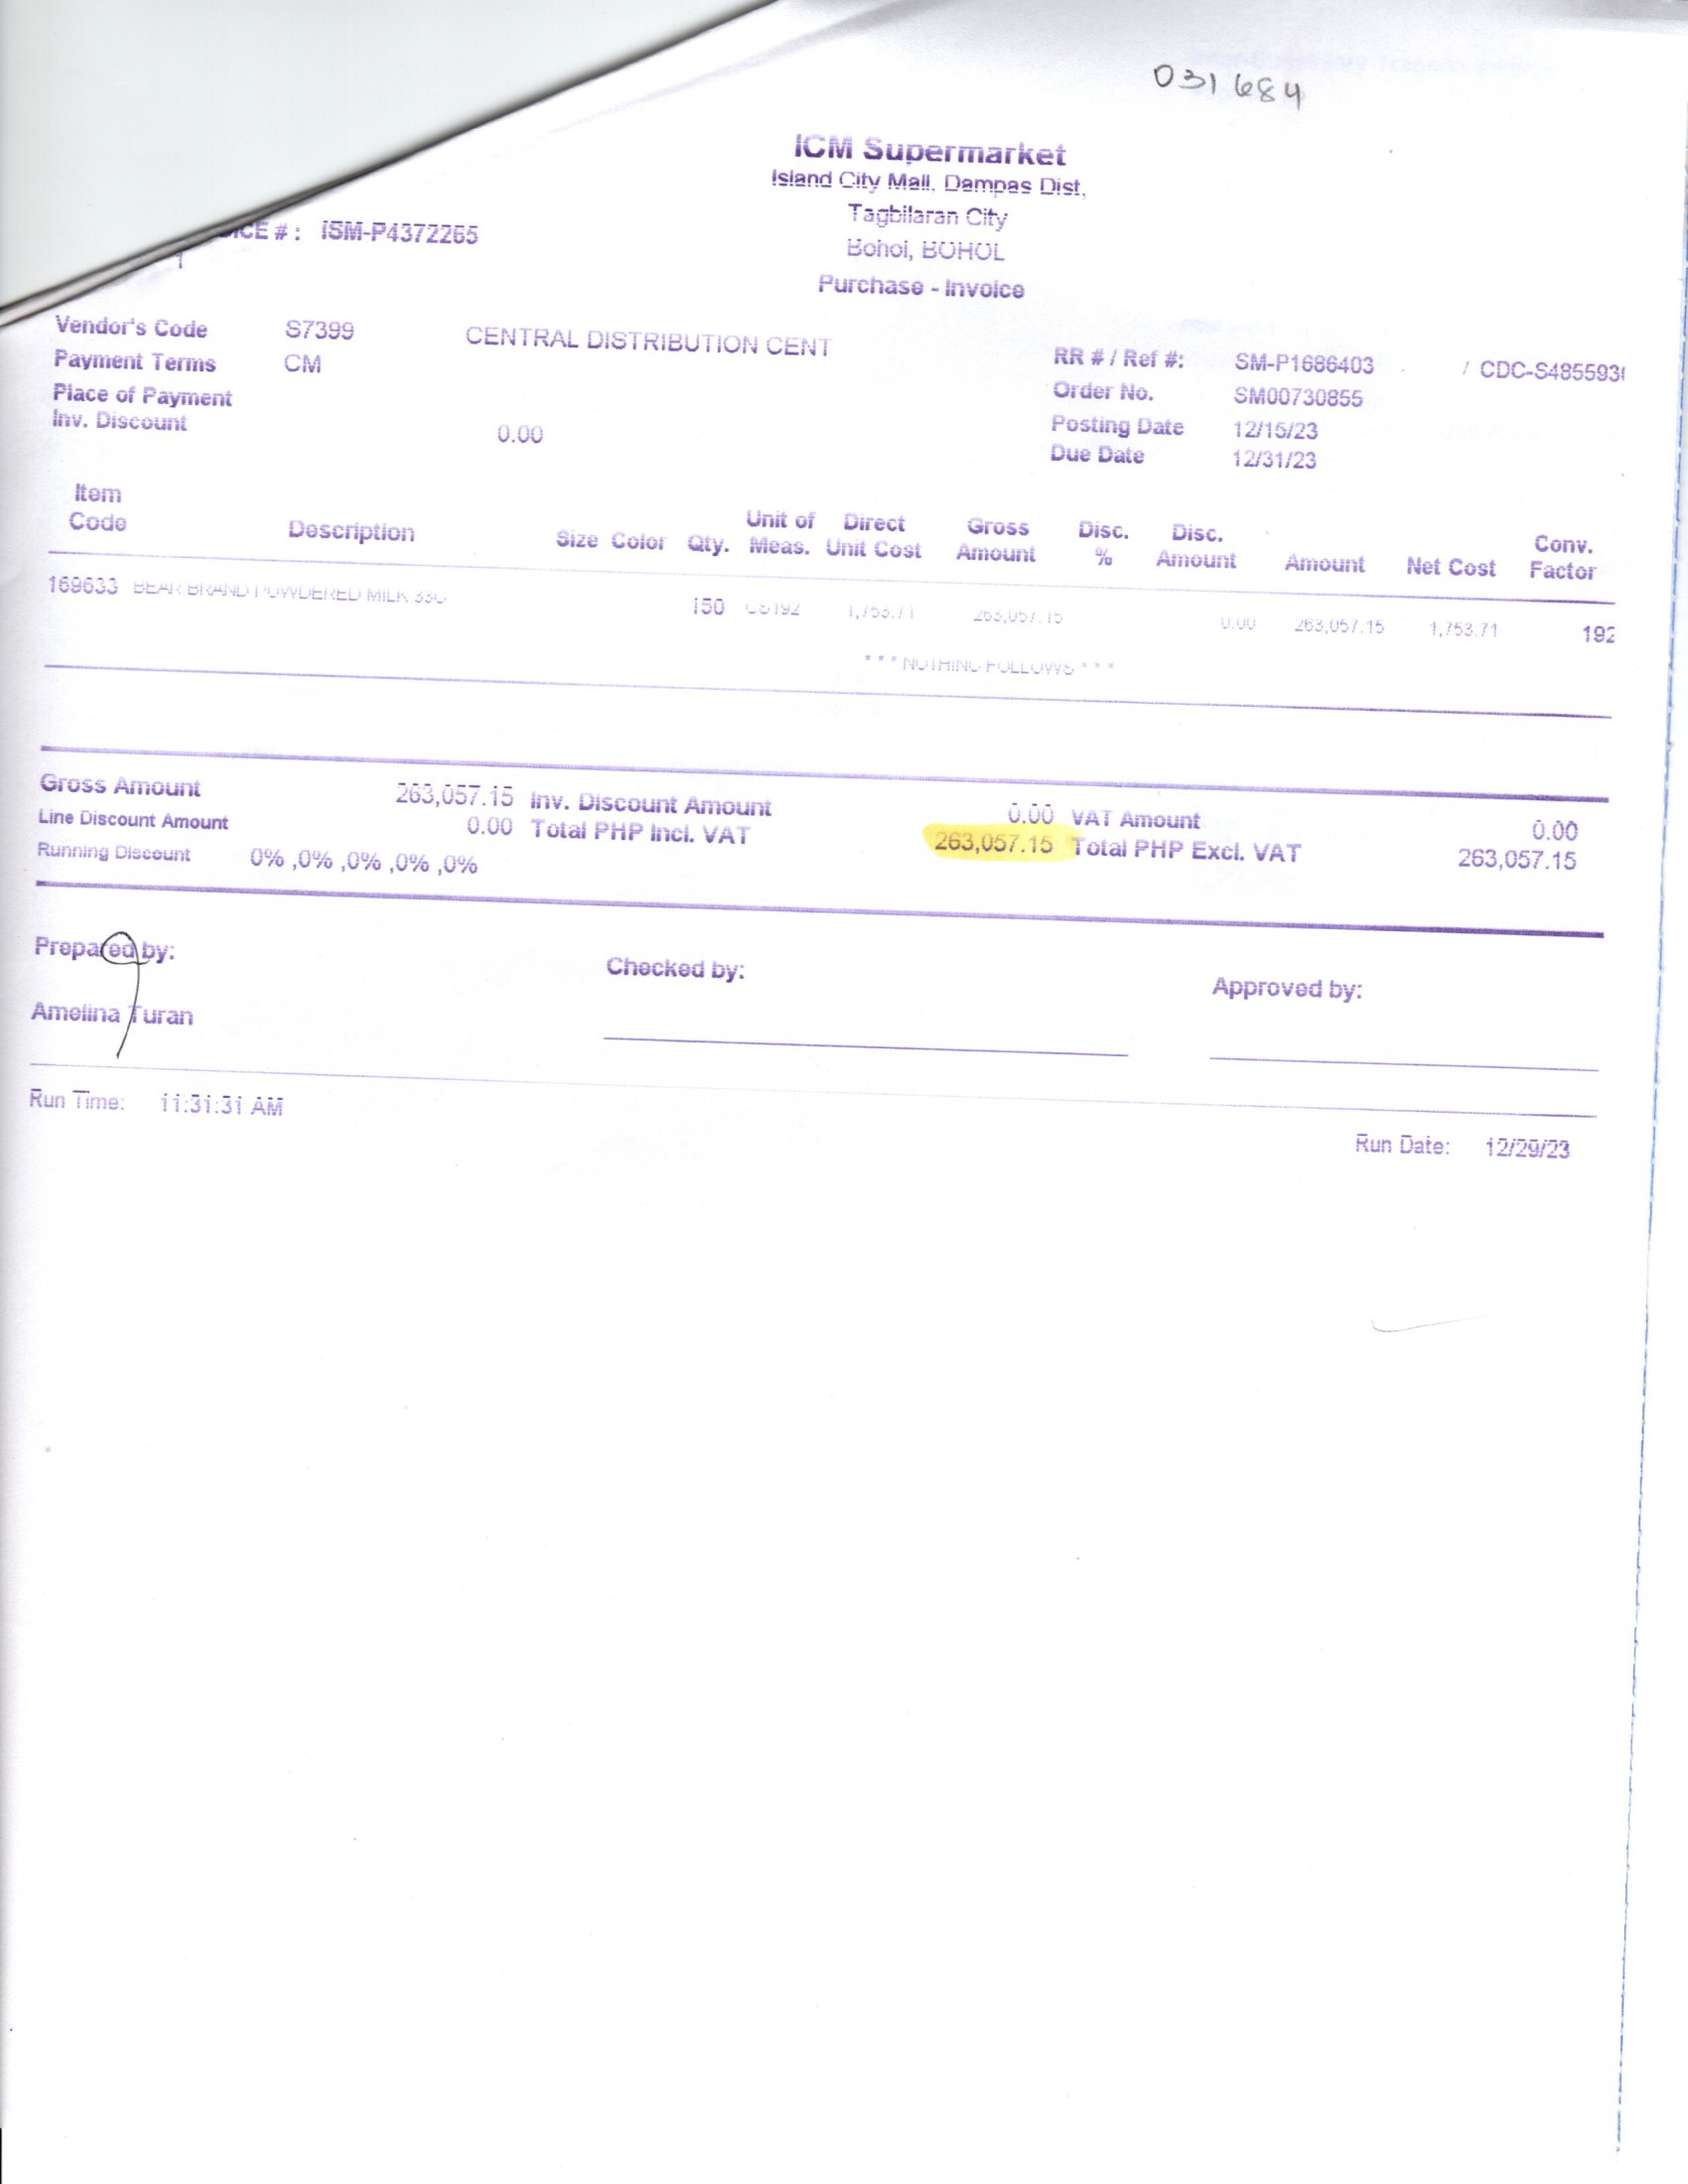 031684
ICM Supermarket
Island City Mall, Dampas Dist.
Tagbilaran City
Bohol, BOHOL
Purchase - Invoice
ICE # : ISM-P4372265
1
Vendor's Code S7399 CENTRAL DISTRIBUTION CENT
Payment Terms CM
Place of Payment
Inv. Discount 0.00
RR # / Ref #: SM-P1686403 / CDC-S485593
Order No. SM00730855
Posting Date 12/15/23
Due Date 12/31/23
Item Code Description Size Color Qty. Unit of Meas. Direct Unit Cost Gross Amount Disc. % Disc. Amount Amount Net Cost Conv. Factor
169633 BEAR BRAND POWDERED MILK 33G 150 CS192 1,753.71 263,057.15 0.00 263,057.15 1,753.71 192
* * * NOTHING FOLLOWS * * *
Gross Amount 263,057.15 Inv. Discount Amount 0.00 VAT Amount 0.00
Line Discount Amount 0.00 Total PHP Incl. VAT 263,057.15 Total PHP Excl. VAT 263,057.15
Running Discount 0% ,0% ,0% ,0% ,0%
Prepared by: Checked by: Approved by:
Amelina Turan
Run Time: 11:31:31 AM
Run Date: 12/29/23